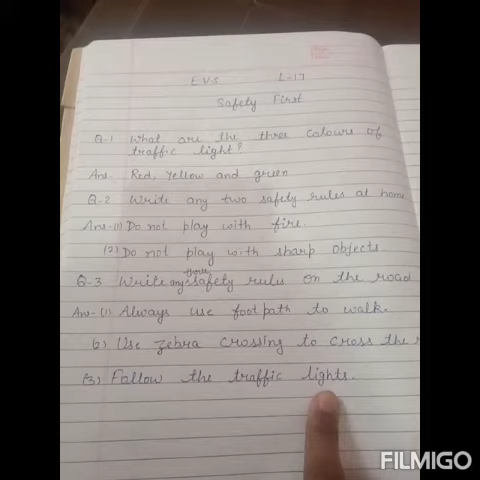 E.V.S L-17
Safety First
Q-1 What are the three colours of
traffic light?
Ans- Red, Yellow and green
Q-2 Write any two safety rules at home
Ans-(1) Do not play with fire.
(2) Do not play with sharp objects
Q-3 Write any three safety rules on the road
Ans-(1) Always use footpath to walk.
(2) Use zebra crossing to cross the
(3) Follow the traffic lights.
FILMIGO